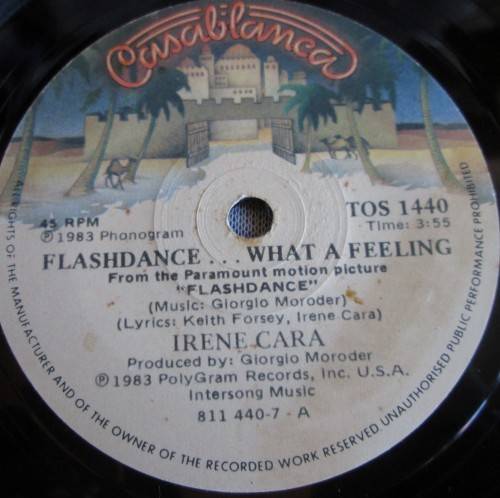 Casablanca
45 RPM
℗ 1983 Phonogram
TOS 1440
Time: 3:55
FLASHDANCE . . . WHAT A FEELING
From the Paramount motion picture
"FLASHDANCE"
(Music: Giorgio Moroder)
(Lyrics: Keith Forsey, Irene Cara)
IRENE CARA
Produced by: Giorgio Moroder
℗ 1983 PolyGram Records, Inc. U.S.A.
Intersong Music
811 440-7 - A
ALL RIGHTS OF THE MANUFACTURER AND OF THE OWNER OF THE RECORDED WORK RESERVED UNAUTHORISED PUBLIC PERFORMANCE PROHIBITED